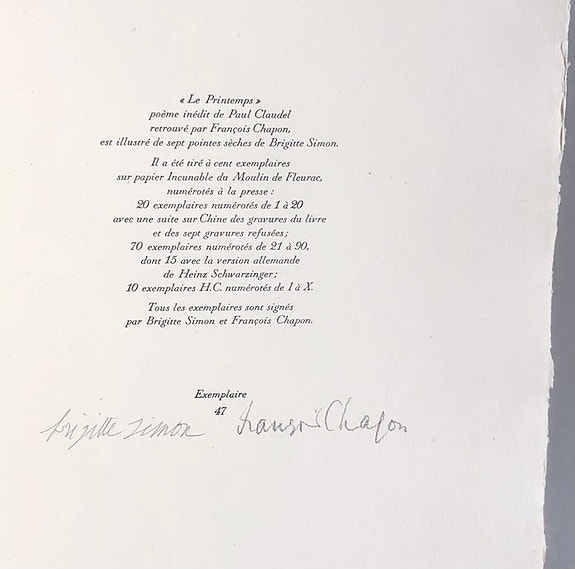 « Le Printemps »
poème inédit de Paul Claudel
retrouvé par François Chapon,
est illustré de sept pointes sèches de Brigitte Simon.
Il a été tiré à cent exemplaires
sur papier Incunable du Moulin de Fleurac,
numérotés à la presse :
20 exemplaires numérotés de 1 à 20
avec une suite sur Chine des gravures du livre
et des sept gravures refusées ;
70 exemplaires numérotés de 21 à 90,
dont 15 avec la version allemande
de Heinz Schwarzinger ;
10 exemplaires H.C. numérotés de I à X.
Tous les exemplaires sont signés
par Brigitte Simon et François Chapon.
Exemplaire
47
brigitte simon François Chapon